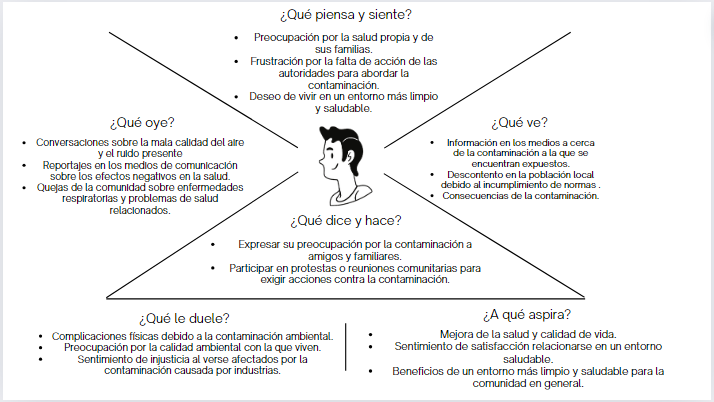 ¿Qué piensa y siente?
• Preocupación por la salud propia y de
sus familias.
• Frustración por la falta de acción de las
autoridades para abordar la
contaminación.
• Deseo de vivir en un entorno más limpio
y saludable.
¿Qué oye?
• Conversaciones sobre la mala calidad del aire
y el ruido presente
• Reportajes en los medios de comunicación
sobre los efectos negativos en la salud.
• Quejas de la comunidad sobre enfermedades
respiratorias y problemas de salud
relacionados.
¿Qué ve?
• Información en los medios a cerca
de la contaminación a la que se
encuentran expuestos.
• Descontento en la población local
debido al incumplimiento de normas .
• Consecuencias de la contaminación.
¿Qué dice y hace?
• Expresar su preocupación por la contaminación a
amigos y familiares.
• Participar en protestas o reuniones comunitarias para
exigir acciones contra la contaminación.
¿Qué le duele?
• Complicaciones físicas debido a la contaminación ambiental.
• Preocupación por la calidad ambiental con la que viven.
• Sentimiento de injusticia al verse afectados por la
contaminación causada por industrias.
¿A qué aspira?
• Mejora de la salud y calidad de vida.
• Sentimiento de satisfacción relacionarse en un entorno
saludable.
• Beneficios de un entorno más limpio y saludable para la
comunidad en general.